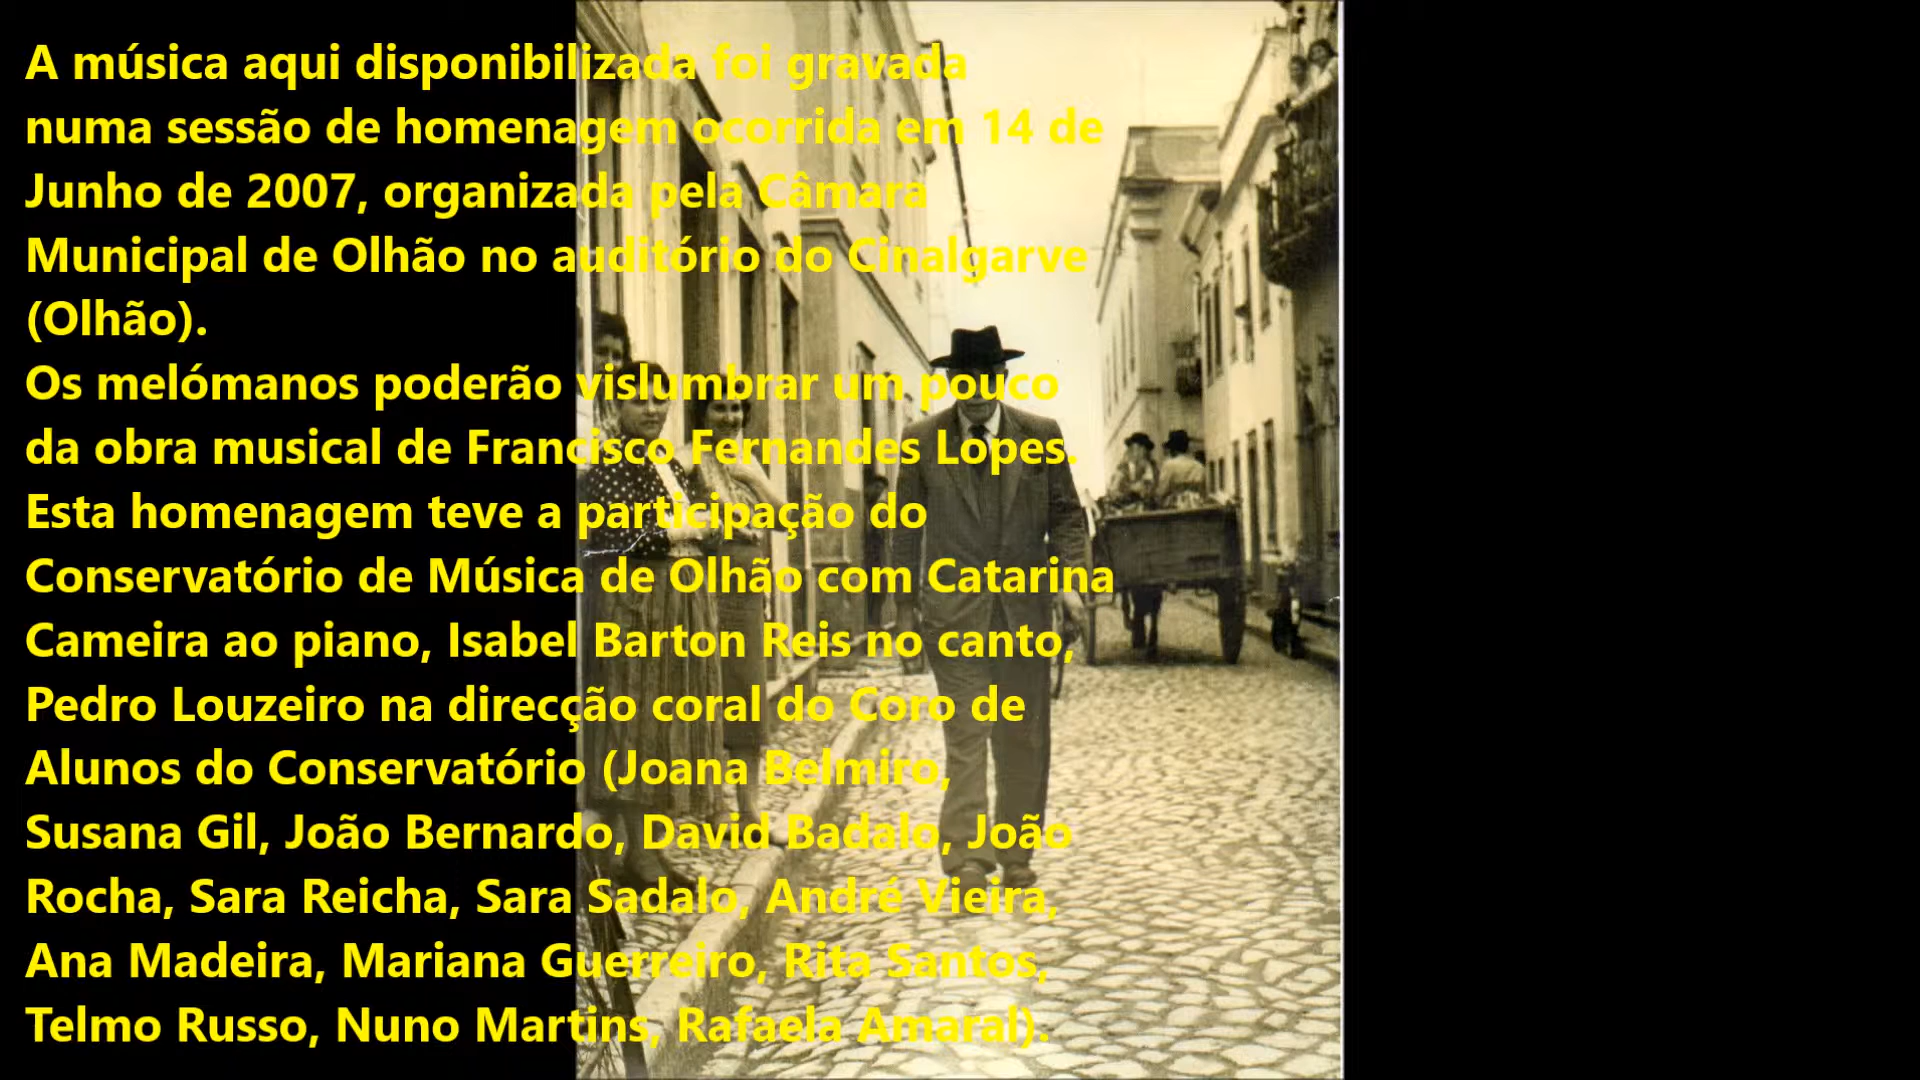 A música aqui disponibilizada foi gravada
numa sessão de homenagem ocorrida em 14 de
Junho de 2007, organizada pela Câmara
Municipal de Olhão no auditório do Cinalgarve
(Olhão).
Os melómanos poderão vislumbrar um pouco
da obra musical de Francisco Fernandes Lopes.
Esta homenagem teve a participação do
Conservatório de Música de Olhão com Catarina
Cameira ao piano, Isabel Barton Reis no canto,
Pedro Louzeiro na direcção coral do Coro de
Alunos do Conservatório (Joana Belmiro,
Susana Gil, João Bernardo, David Badalo, João
Rocha, Sara Reicha, Sara Sadalo, André Vieira,
Ana Madeira, Mariana Guerreiro, Rita Santos,
Telmo Russo, Nuno Martins, Rafaela Amaral).